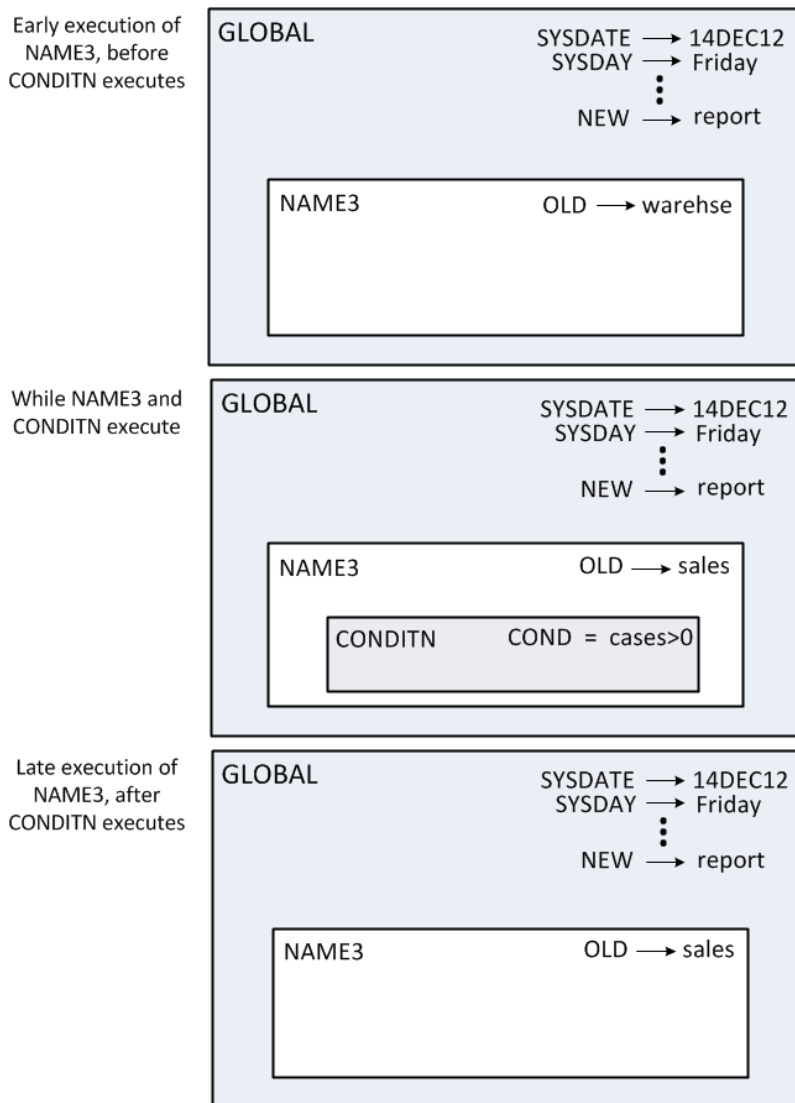 Early execution of
NAME3, before
CONDITN executes
GLOBAL
SYSDATE → 14DEC12
SYSDAY → Friday
NEW → report
NAME3
OLD → warehse
While NAME3 and
CONDITN execute
GLOBAL
SYSDATE → 14DEC12
SYSDAY → Friday
NEW → report
NAME3
OLD → sales
CONDITN
COND = cases>0
Late execution of
NAME3, after
CONDITN executes
GLOBAL
SYSDATE → 14DEC12
SYSDAY → Friday
NEW → report
NAME3
OLD → sales